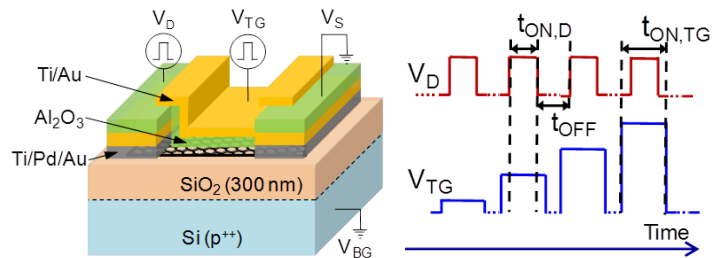 V_D
V_TG
V_S
Ti/Au
Al₂O₃
Ti/Pd/Au
SiO₂ (300 nm)
Si (p⁺⁺)
V_BG
t_ON,D
t_ON,TG
V_D
t_OFF
V_TG
Time